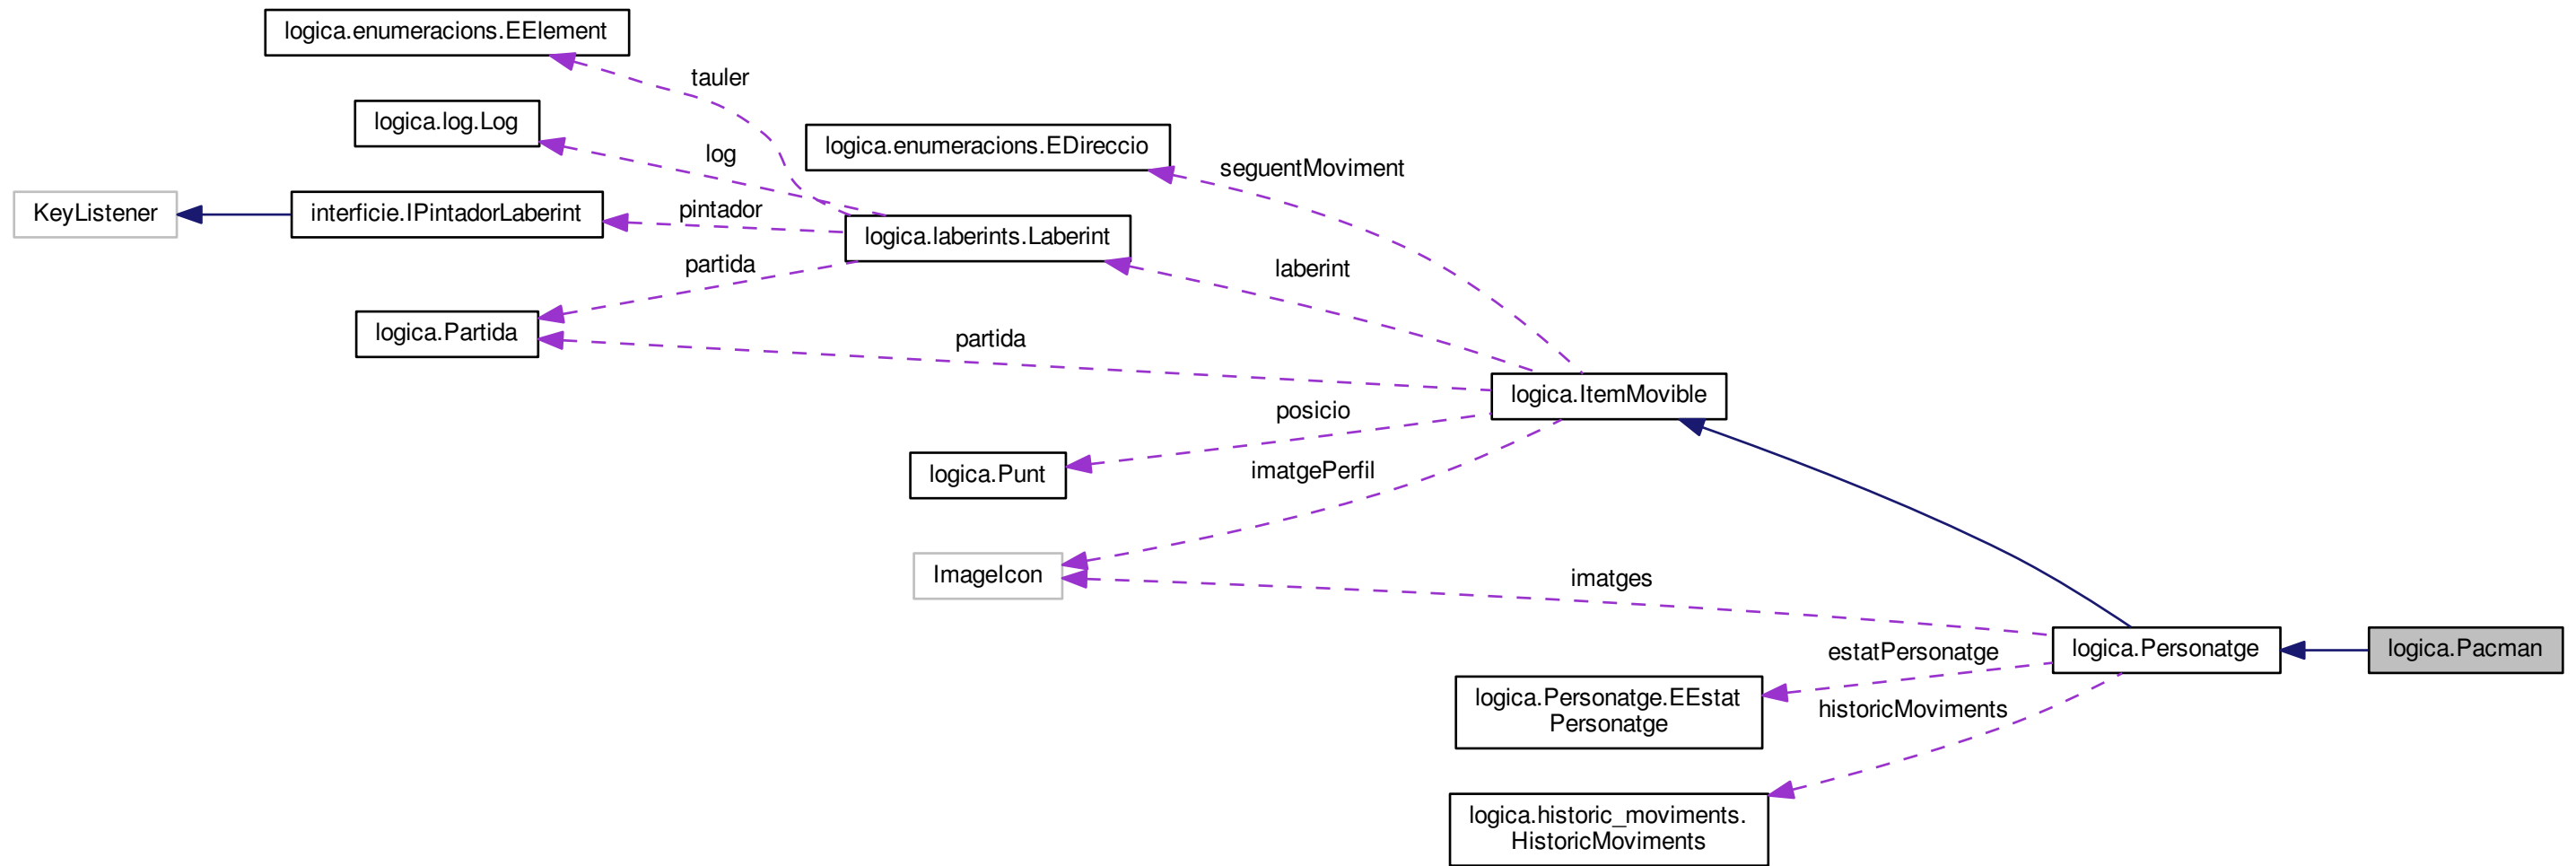 logica.enumeracions.EElement
tauler
logica.log.Log
logica.enumeracions.EDireccio
log
seguentMoviment
KeyListener
interficie.IPintadorLaberint
pintador
logica.laberints.Laberint
partida
laberint
logica.Partida
partida
logica.ItemMovible
posicio
logica.Punt
imatgePerfil
ImageIcon
imatges
estatPersonatge
logica.Personatge
logica.Pacman
logica.Personatge.EEstat
Personatge
historicMoviments
logica.historic_moviments.
HistoricMoviments